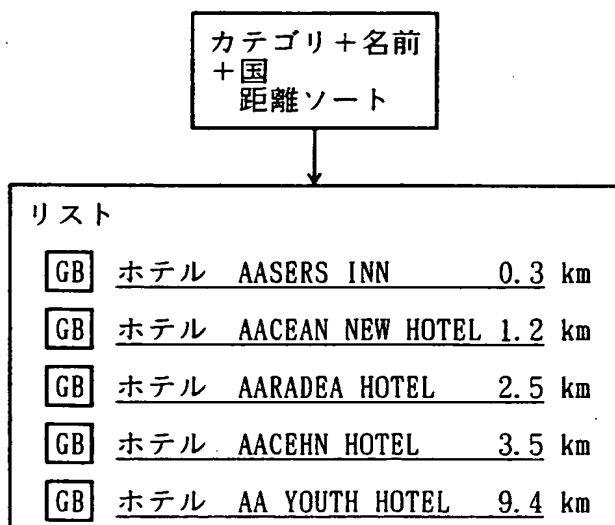 カテゴリ＋名前
＋国
距離ソート
リスト
GB ホテル AASERS INN 0.3 km
GB ホテル AACEAN NEW HOTEL 1.2 km
GB ホテル AARADEA HOTEL 2.5 km
GB ホテル AACEHN HOTEL 3.5 km
GB ホテル AA YOUTH HOTEL 9.4 km